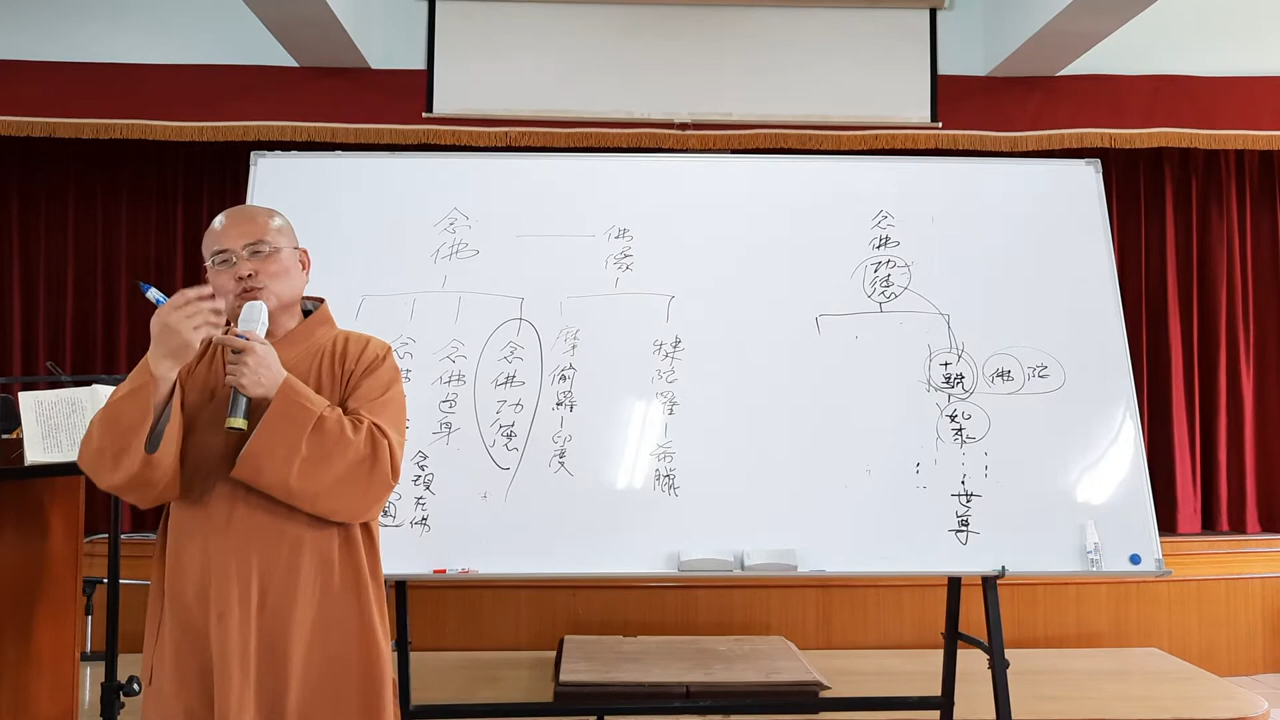 念佛
佛像
念佛功德
念佛
念佛色身
念佛功德
摩偷羅-印度
犍陀羅-希臘
念現在佛
十號
佛陀
如來
世尊